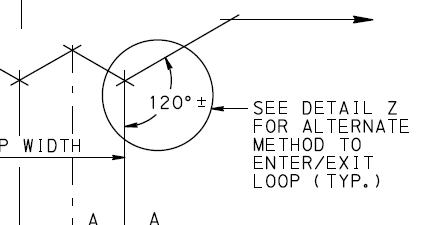 120°±
SEE DETAIL Z
FOR ALTERNATE
METHOD TO
ENTER/EXIT
LOOP (TYP.)
P WIDTH
A A